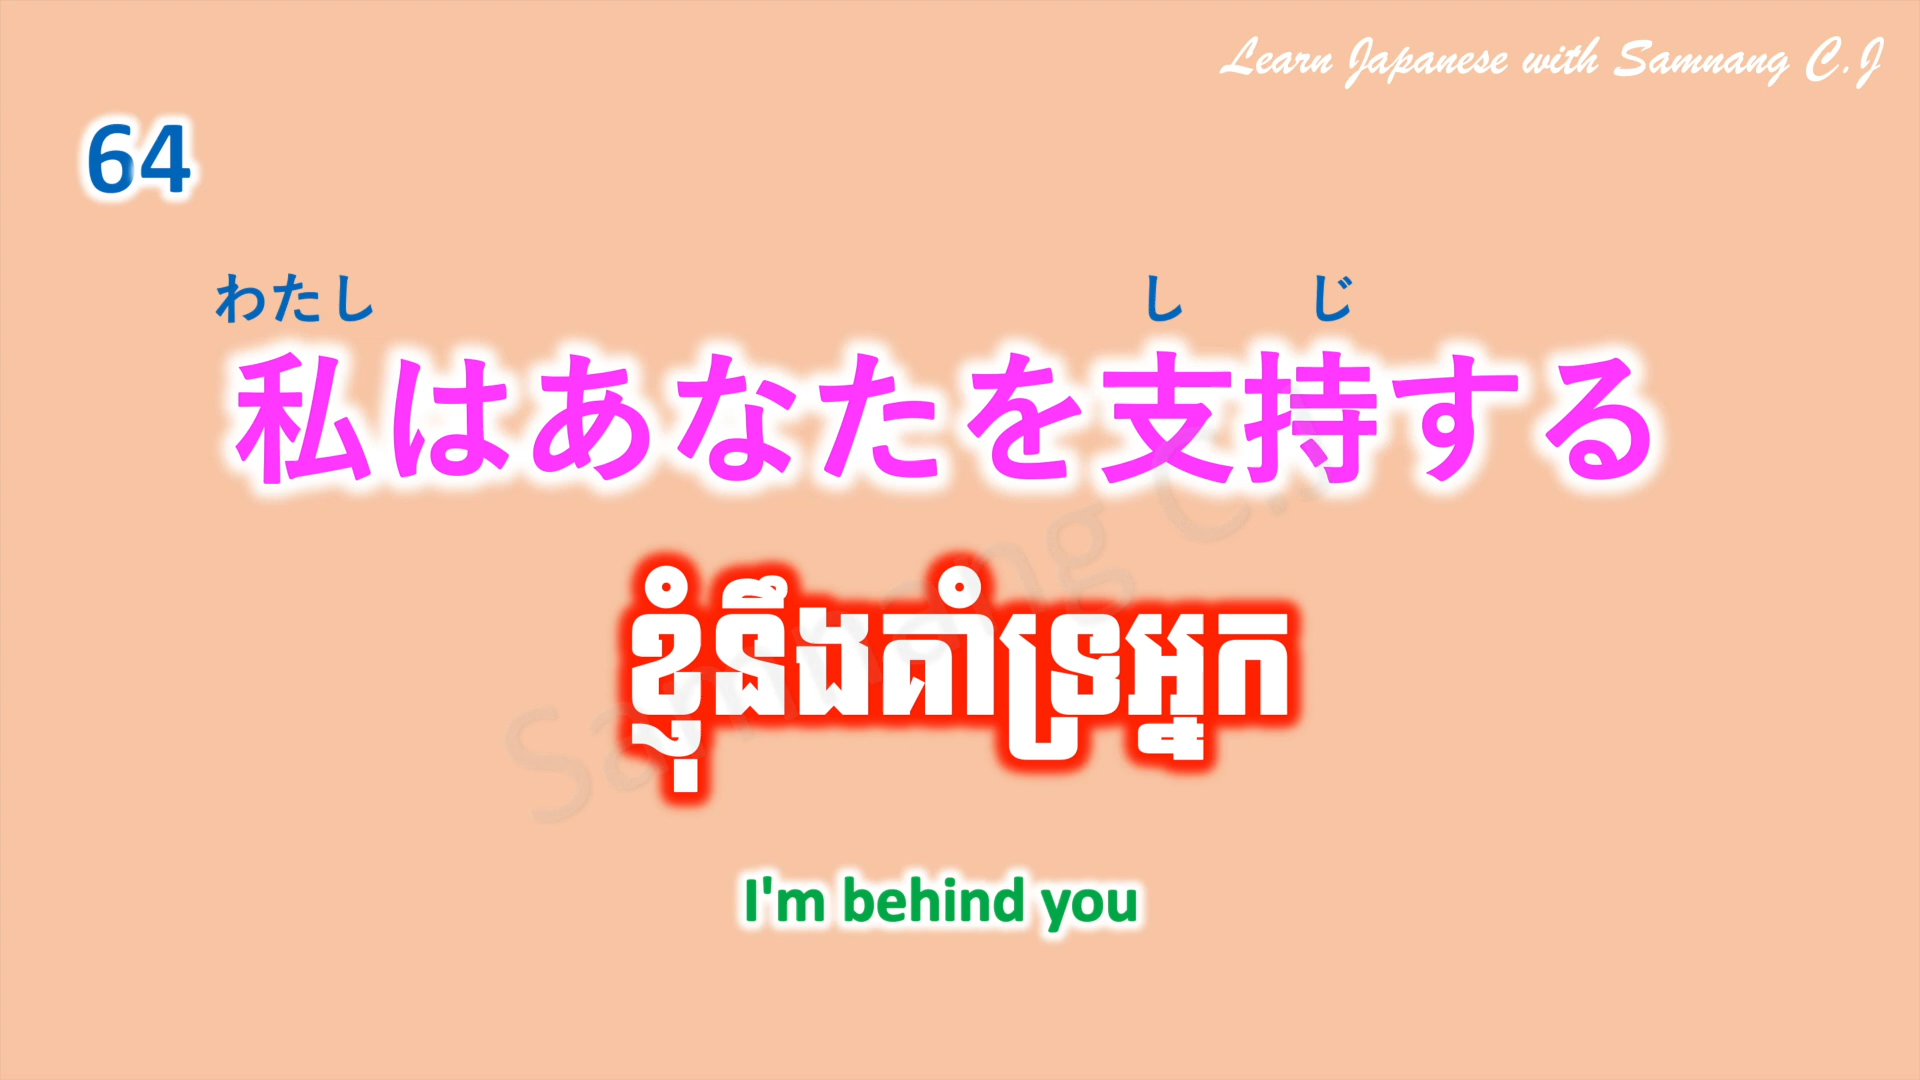 Learn Japanese with Samnang C.J
64
わたし し じ
私はあなたを支持する
ខ្ញុំនឹងគាំទ្រអ្នក
I'm behind you
Samnang C.J